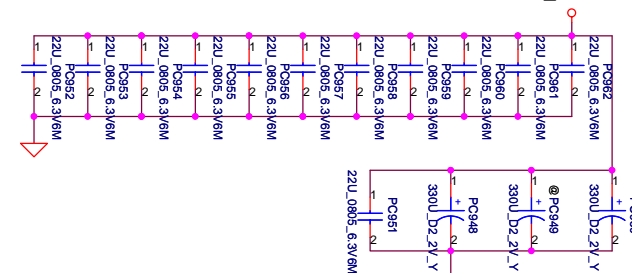 1
2
PC952
22U_0805_6.3V6M
1
2
PC953
22U_0805_6.3V6M
1
2
PC954
22U_0805_6.3V6M
1
2
PC955
22U_0805_6.3V6M
1
2
PC956
22U_0805_6.3V6M
1
2
PC957
22U_0805_6.3V6M
1
2
PC958
22U_0805_6.3V6M
1
2
PC959
22U_0805_6.3V6M
1
2
PC960
22U_0805_6.3V6M
1
2
PC961
22U_0805_6.3V6M
1
2
PC962
22U_0805_6.3V6M
1
2
PC951
22U_0805_6.3V6M
1
+
2
PC948
330U_D2_2V_Y
1
+
2
@PC949
330U_D2_2V_Y
1
+
2
330U_D2_2V_Y